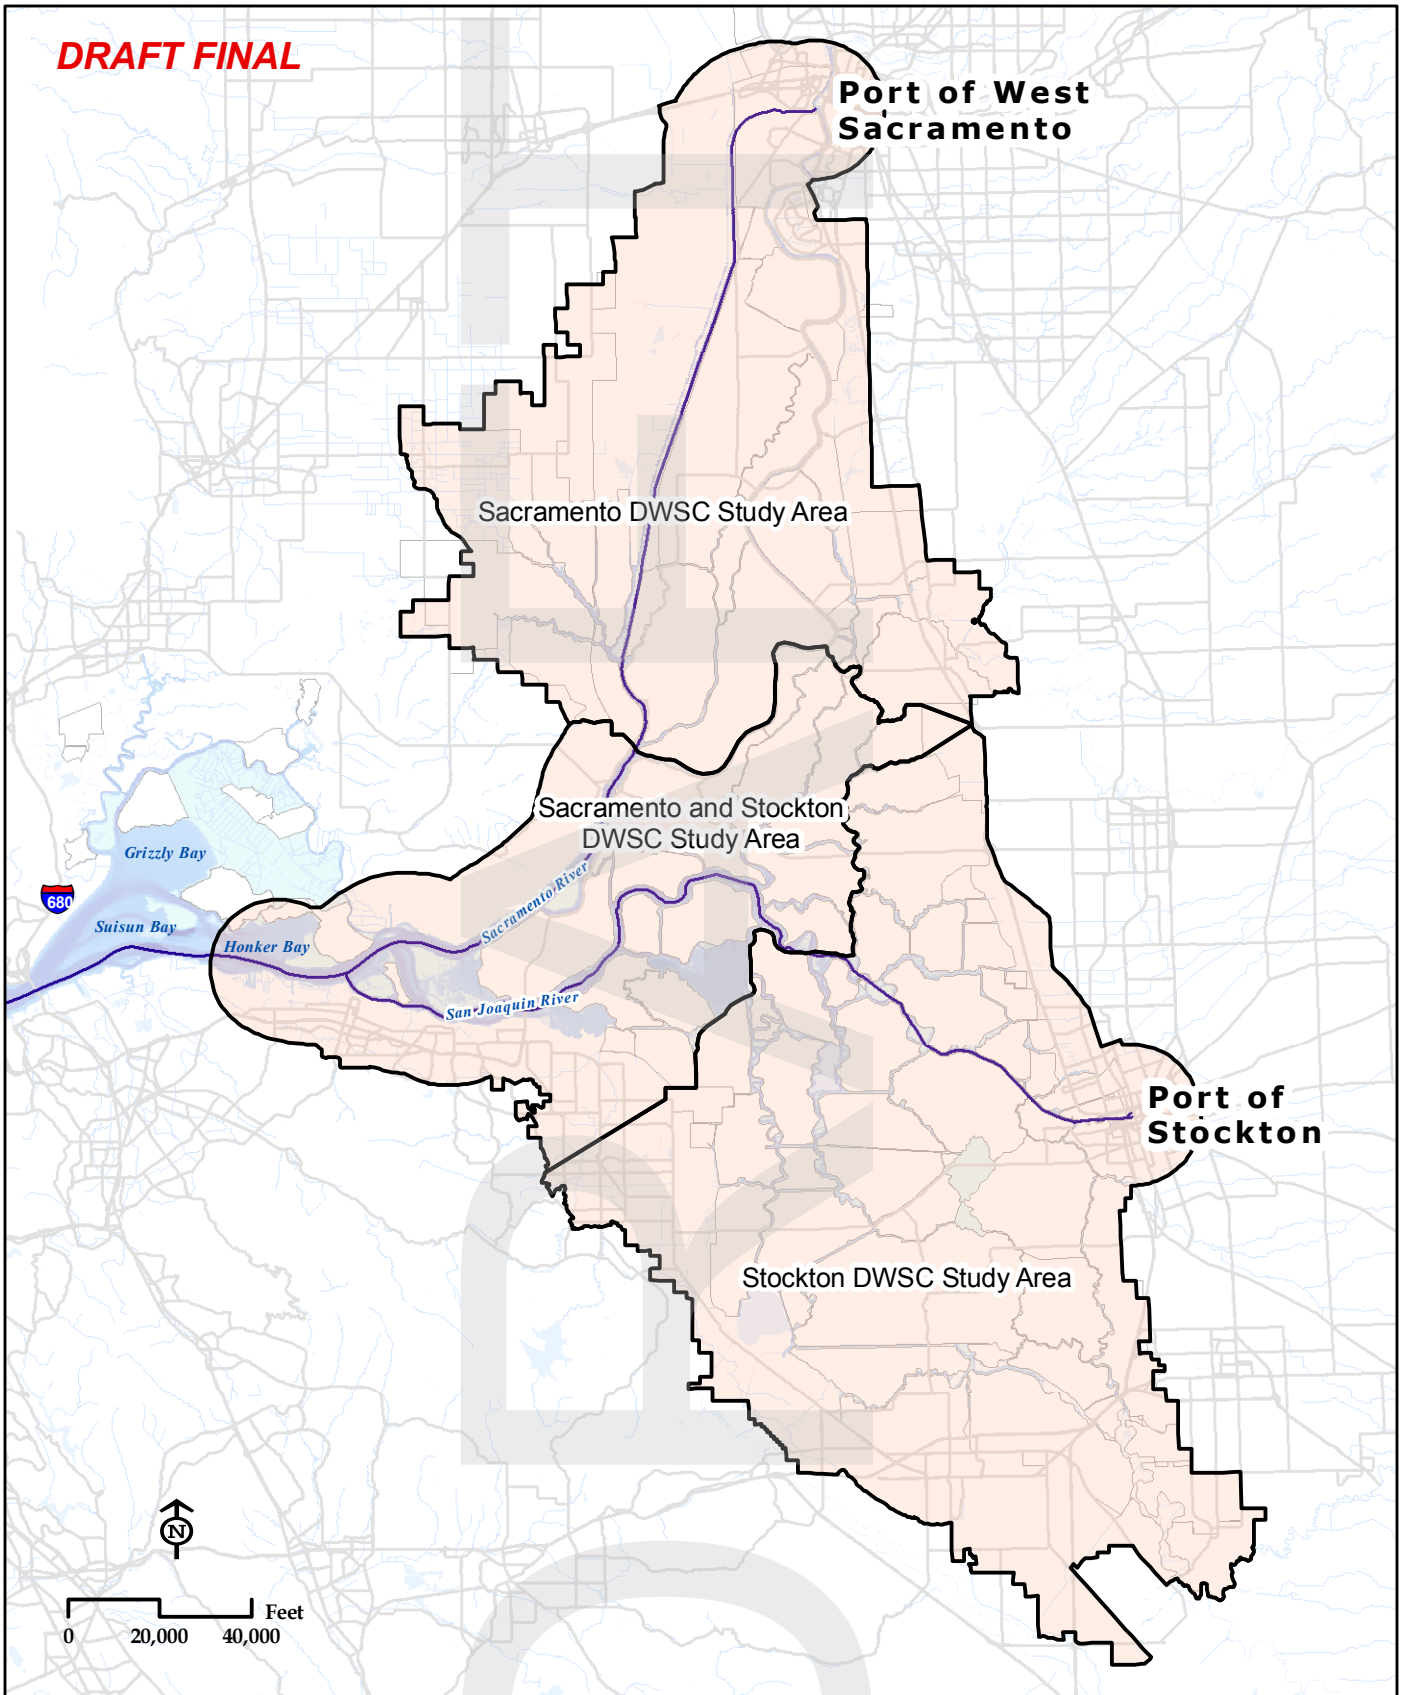 DRAFT FINAL
Port of West
Sacramento
Sacramento DWSC Study Area
Sacramento and Stockton
DWSC Study Area
Grizzly Bay
680
Suisun Bay
Honker Bay
Sacramento River
San Joaquin River
Port of
Stockton
Stockton DWSC Study Area
N
Feet
0 20,000 40,000
DRAFT